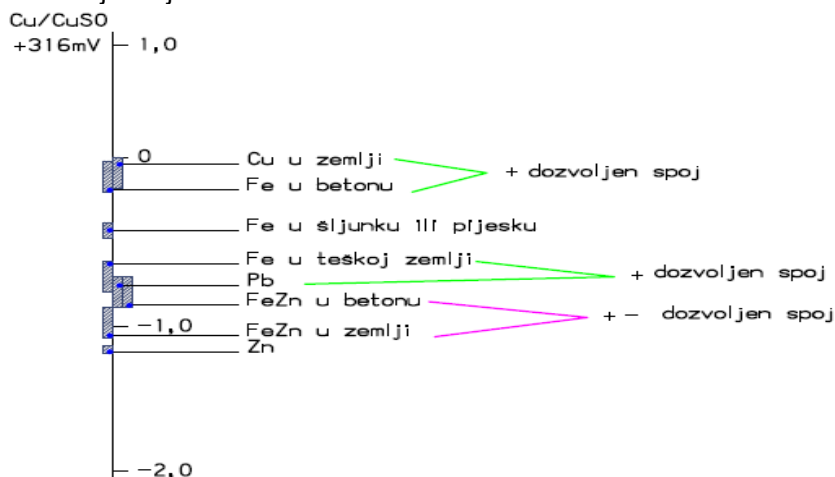 Cu/CuSO
+316mV
1,0
0
Cu u zemlji
+ dozvoljen spoj
Fe u betonu
Fe u šljunku ili pijesku
Fe u teškoj zemlji
+ dozvoljen spoj
Pb
FeZn u betonu
+ - dozvoljen spoj
-1,0
FeZn u zemlji
Zn
-2,0